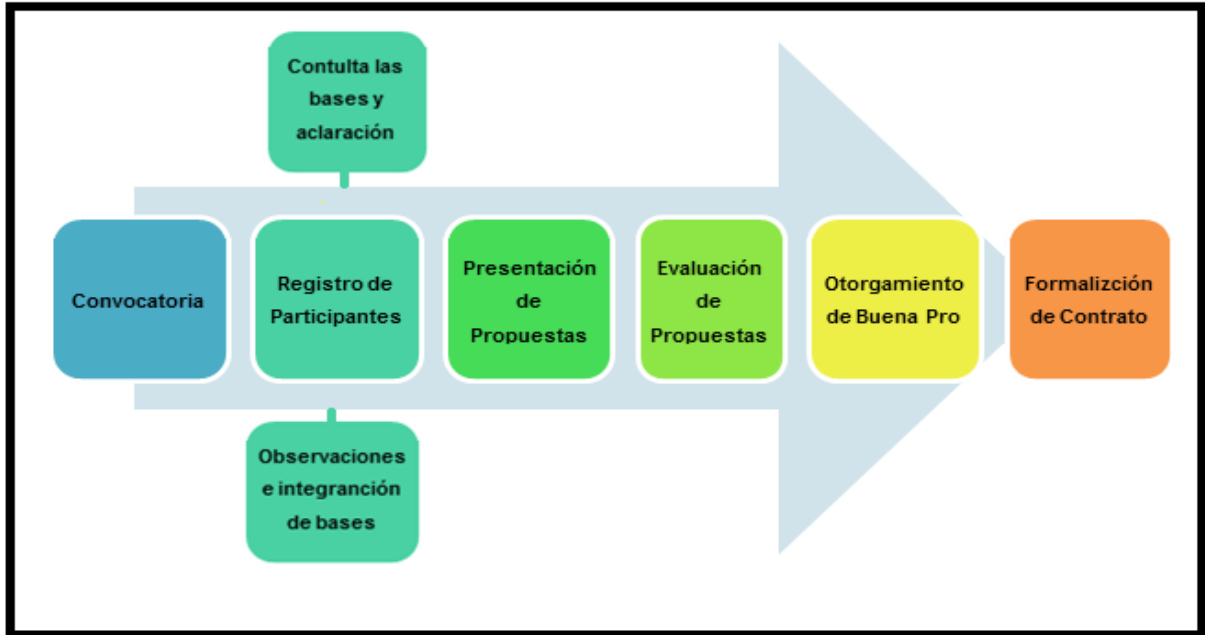 Contulta las
bases y
aclaración
Convocatoria
Registro de
Participantes
Presentación
de
Propuestas
Evaluación
de
Propuestas
Otorgamiento
de Buena Pro
Formalizción
de Contrato
Observaciones
e integranción
de bases